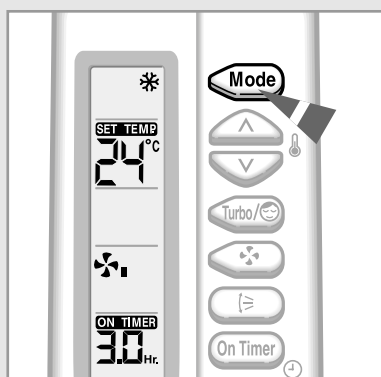 Mode
SET TEMP
24°C
Turbo/
ON TIMER
3.0Hr.
On Timer